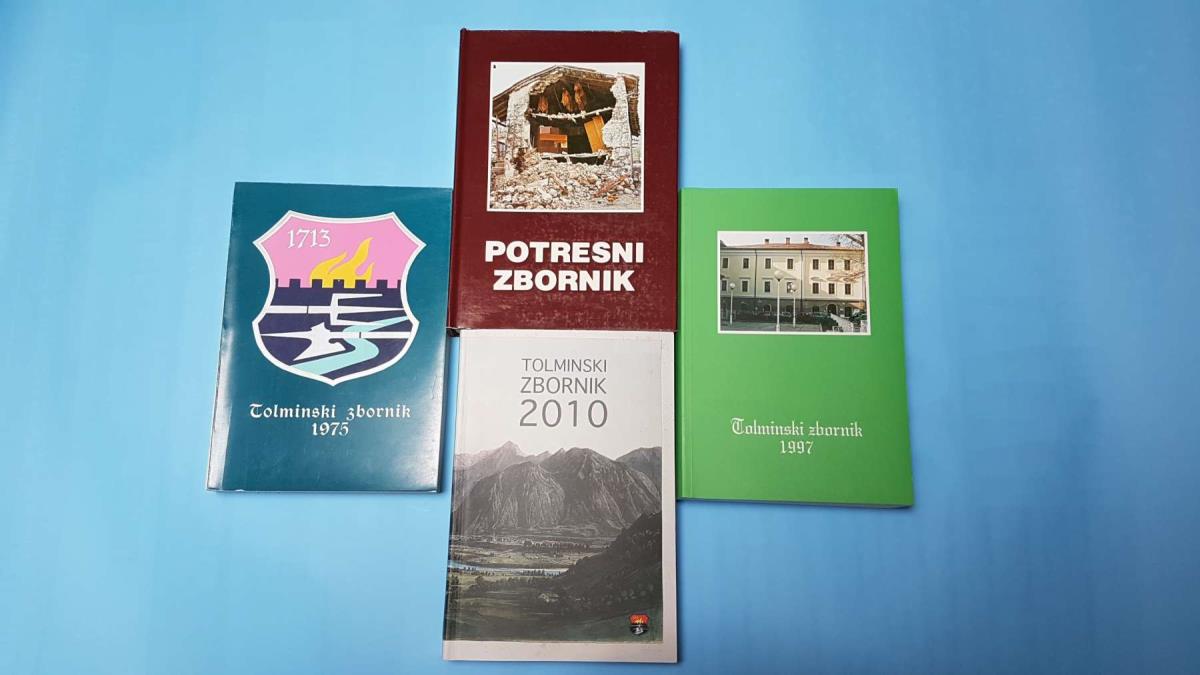 POTRESNI
ZBORNIK
1713
Tolminski zbornik
1975
TOLMINSKI
ZBORNIK
2010
Tolminski zbornik
1997